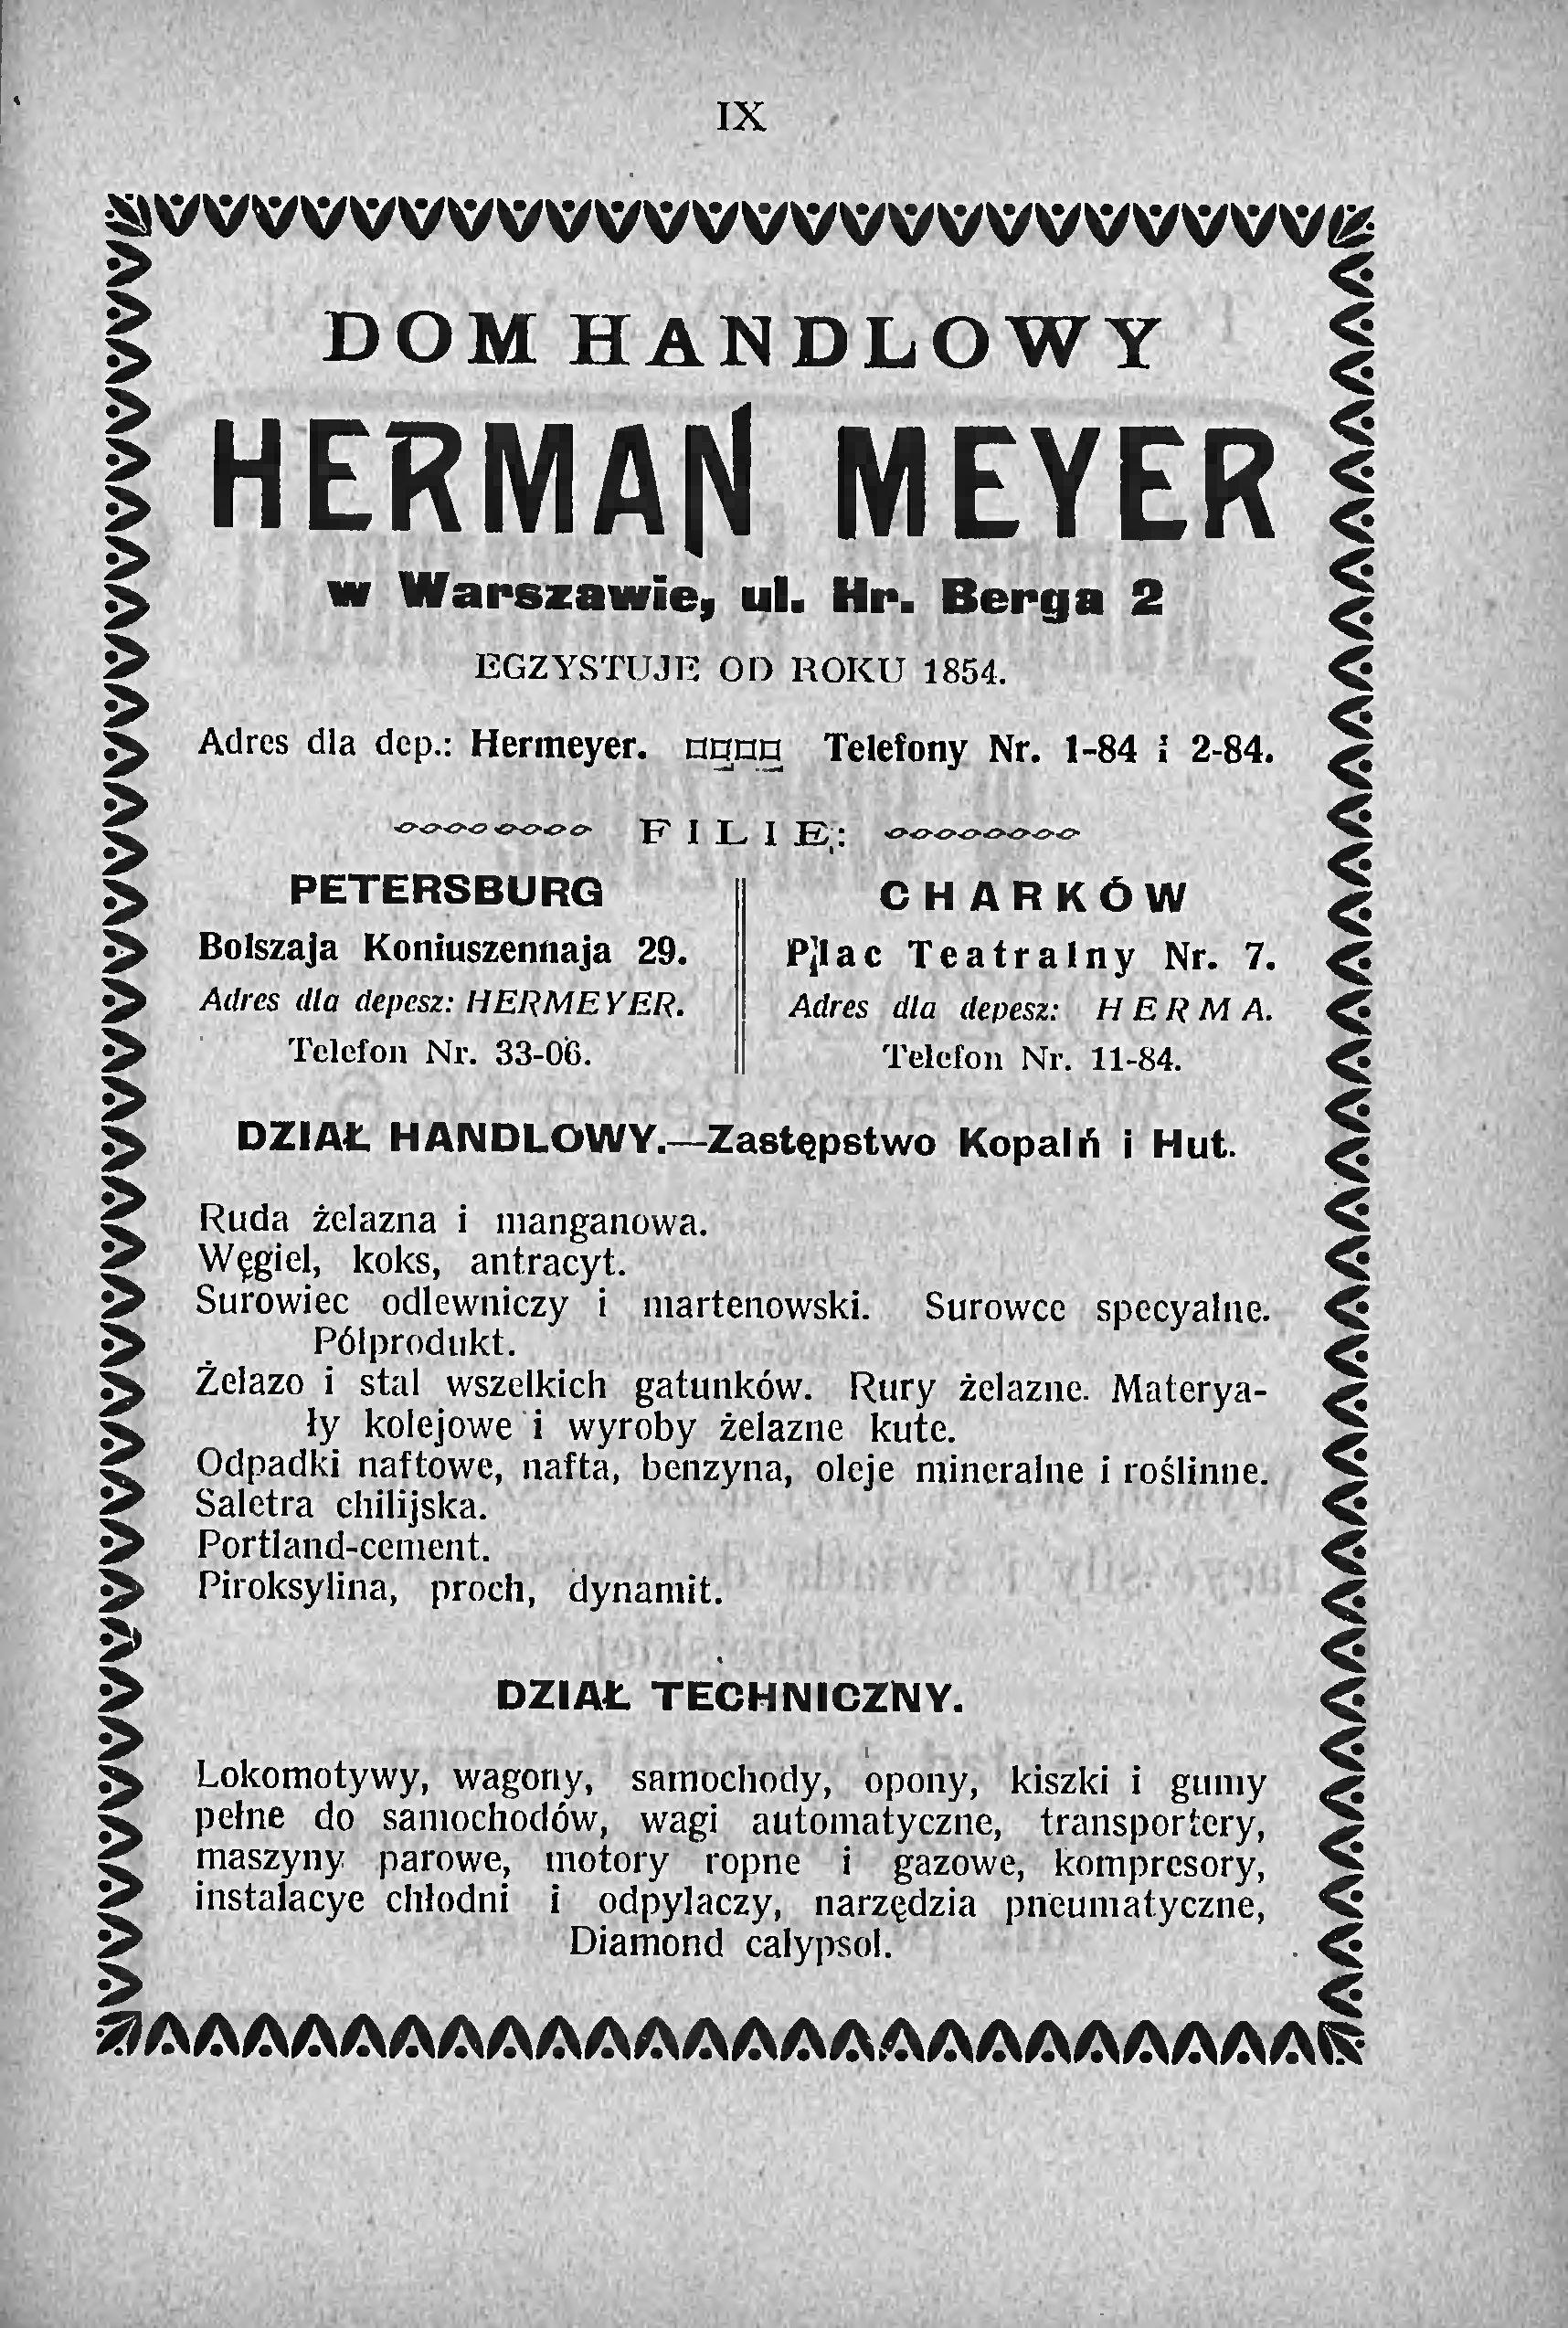 IX
DOM HANDLOWY
HERMAN MEYER
w Warszawie, ul. Hr. Berga 2
EGZYSTUJE OD ROKU 1854.
Adres dla dep.: Hermeyer. Telefony Nr. 1-84 i 2-84.
FILIE:
PETERSBURG
Bolszaja Koniuszennaja 29.
Adres dla depesz: HERMEYER.
Telefon Nr. 33-06.
CHARKÓW
Plac Teatralny Nr. 7.
Adres dla depesz: HERMA.
Telefon Nr. 11-84.
DZIAŁ HANDLOWY.—Zastępstwo Kopalń i Hut.
Ruda żelazna i manganowa.
Węgiel, koks, antracyt.
Surowiec odlewniczy i martenowski. Surowce specyalne.
Półprodukt.
Żelazo i stal wszelkich gatunków. Rury żelazne. Materya-
ły kolejowe i wyroby żelazne kute.
Odpadki naftowe, nafta, benzyna, oleje mineralne i roślinne.
Saletra chilijska.
Portland-cement.
Piroksylina, proch, dynamit.
DZIAŁ TECHNICZNY.
Lokomotywy, wagony, samochody, opony, kiszki i gumy
pełne do samochodów, wagi automatyczne, transportery,
maszyny parowe, motory ropne i gazowe, kompresory,
instalacye chłodni i odpylaczy, narzędzia pneumatyczne,
Diamond calypsol.